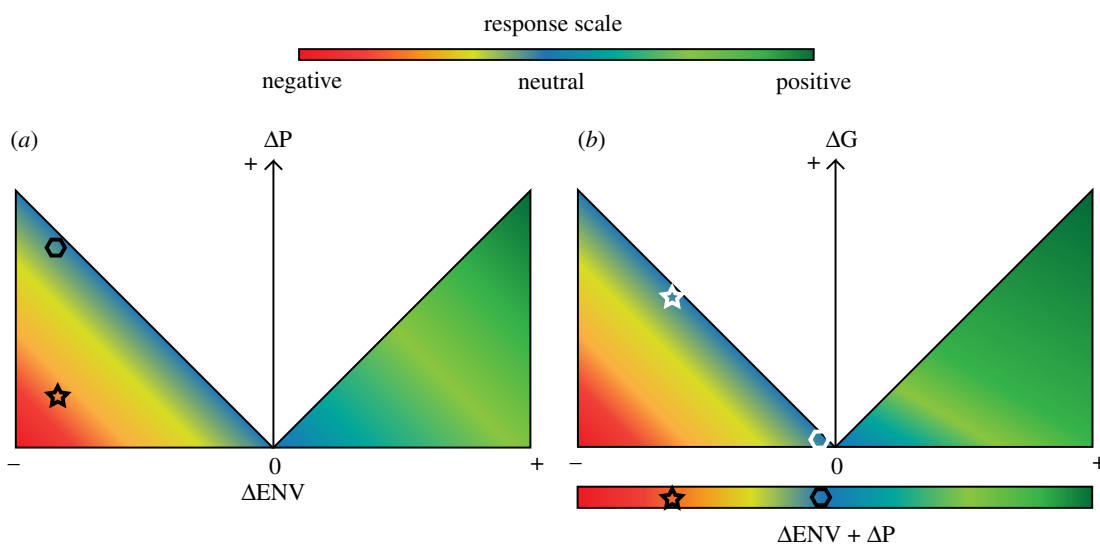 response scale
negative neutral positive
(a) ΔP (b) ΔG
+ +
− 0 + − 0 +
ΔENV
ΔENV + ΔP